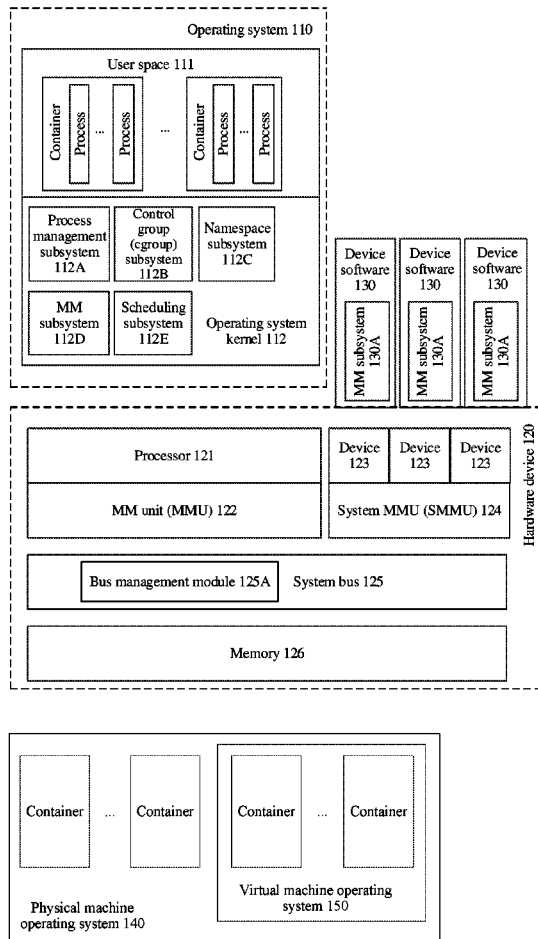 Operating system 110
User space 111
Container
Process
...
Process
...
Container
Process
...
Process
Process
management
subsystem
112A
Control
group
(cgroup)
subsystem
112B
Namespace
subsystem
112C
MM
subsystem
112D
Scheduling
subsystem
112E
Operating system
kernel 112
Device
software
130
MM subsystem
130A
Device
software
130
MM subsystem
130A
Device
software
130
MM subsystem
130A
Hardware device 120
Processor 121
Device
123
Device
123
Device
123
MM unit (MMU) 122
System MMU (SMMU) 124
Bus management module 125A
System bus 125
Memory 126
Container
...
Container
Container
...
Container
Virtual machine operating
system 150
Physical machine
operating system 140